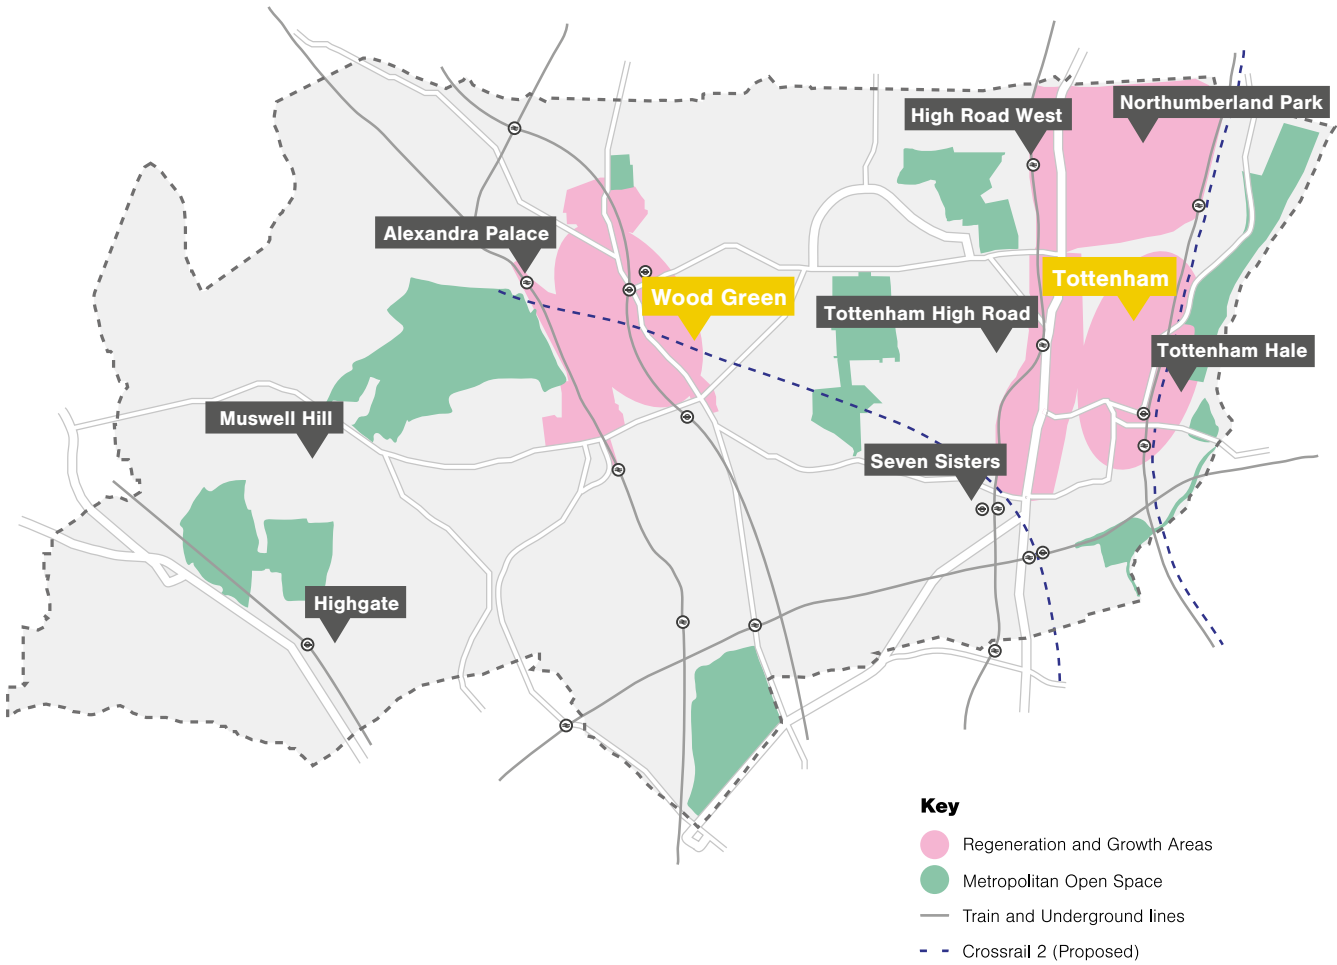 High Road West
Northumberland Park
Alexandra Palace
Wood Green
Tottenham
Tottenham High Road
Tottenham Hale
Muswell Hill
Seven Sisters
Highgate
Key
Regeneration and Growth Areas
Metropolitan Open Space
Train and Underground lines
Crossrail 2 (Proposed)